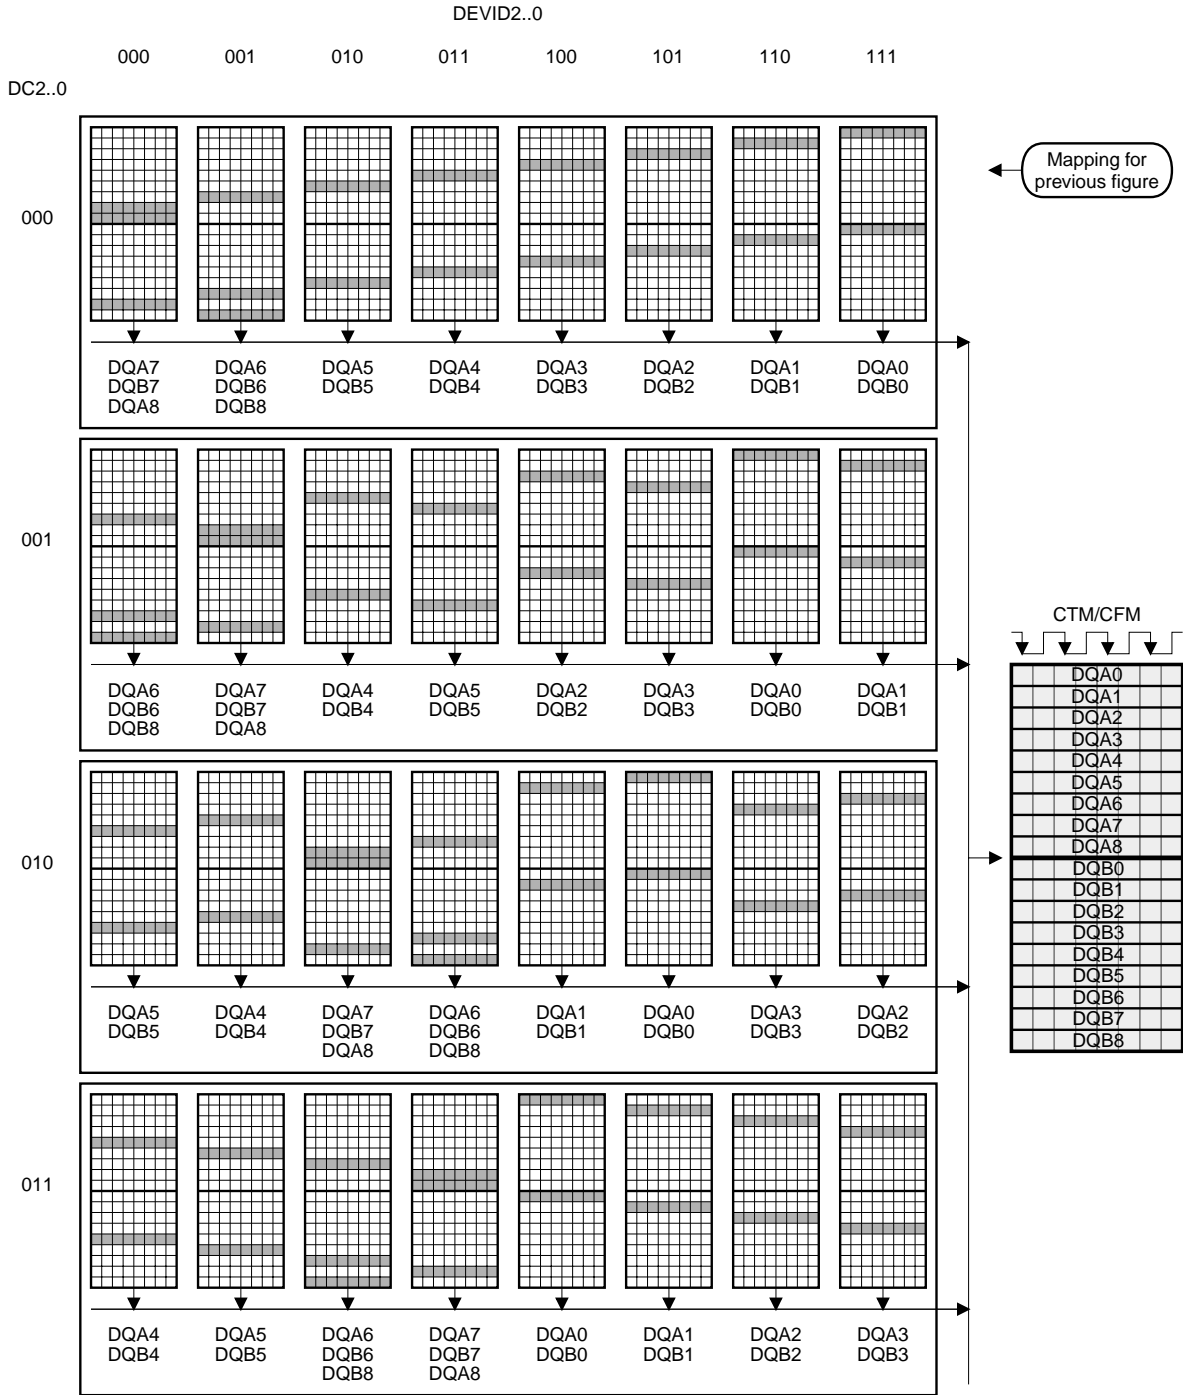 DEVID2..0
000 001 010 011 100 101 110 111
DC2..0
Mapping for
previous figure
000
DQA7 DQA6 DQA5 DQA4 DQA3 DQA2 DQA1 DQA0
DQB7 DQB6 DQB5 DQB4 DQB3 DQB2 DQB1 DQB0
DQA8 DQB8
001
DQA6 DQA7 DQA4 DQA5 DQA2 DQA3 DQA0 DQA1
DQB6 DQB7 DQB4 DQB5 DQB2 DQB3 DQB0 DQB1
DQB8 DQA8
010
DQA5 DQA4 DQA7 DQA6 DQA1 DQA0 DQA3 DQA2
DQB5 DQB4 DQB7 DQB6 DQB1 DQB0 DQB3 DQB2
DQA8 DQB8
011
DQA4 DQA5 DQA6 DQA7 DQA0 DQA1 DQA2 DQA3
DQB4 DQB5 DQB6 DQB7 DQB0 DQB1 DQB2 DQB3
DQB8 DQA8
CTM/CFM
DQA0
DQA1
DQA2
DQA3
DQA4
DQA5
DQA6
DQA7
DQA8
DQB0
DQB1
DQB2
DQB3
DQB4
DQB5
DQB6
DQB7
DQB8